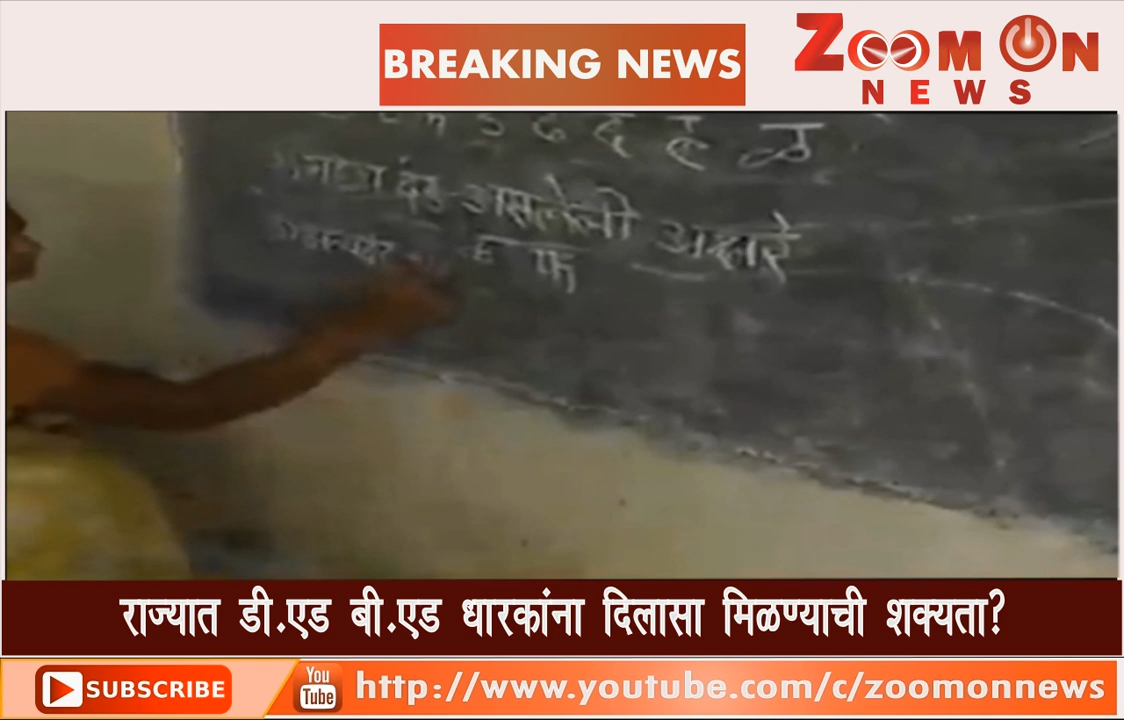 BREAKING NEWS
ZOOM ON
NEWS
ड ढ द ह ळ
दंड असलेली अक्षरे
फ
राज्यात डी.एड बी.एड धारकांना दिलासा मिळण्याची शक्यता?
SUBSCRIBE
You
Tube
http://www.youtube.com/c/zoomonnews